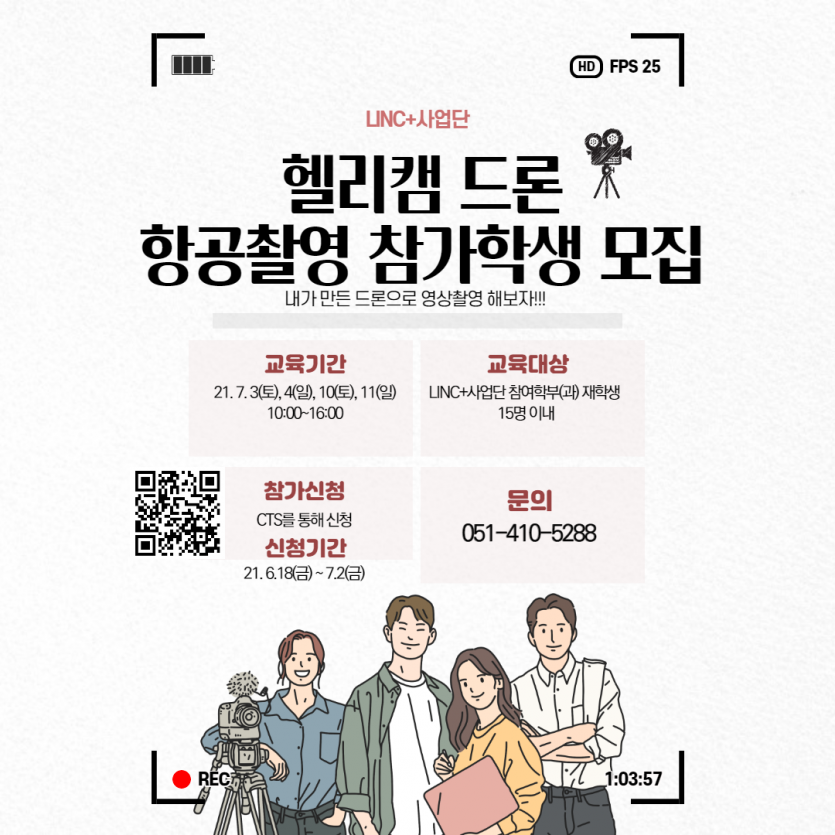 HD FPS 25
LINC+사업단
헬리캠 드론
항공촬영 참가학생 모집
내가 만든 드론으로 영상촬영 해보자!!!
교육기간
21. 7. 3(토), 4(일), 10(토), 11(일)
10:00~16:00
교육대상
LINC+사업단 참여학부(과) 재학생
15명 이내
참가신청
CTS를 통해 신청
신청기간
21. 6.18(금) ~ 7.2(금)
문의
051-410-5288
REC
1:03:57